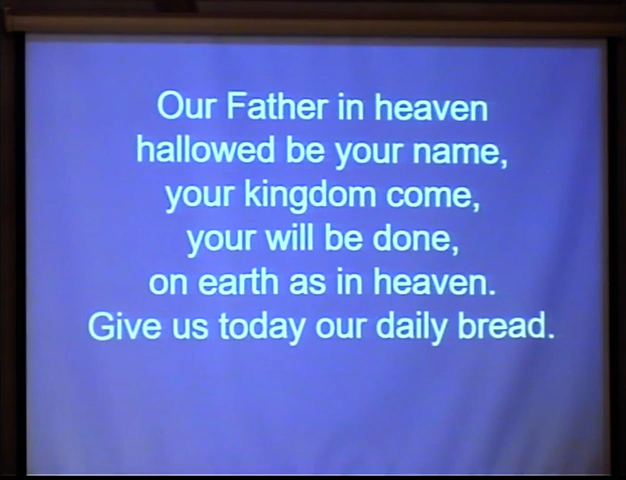 Our Father in heaven
hallowed be your name,
your kingdom come,
your will be done,
on earth as in heaven.
Give us today our daily bread.